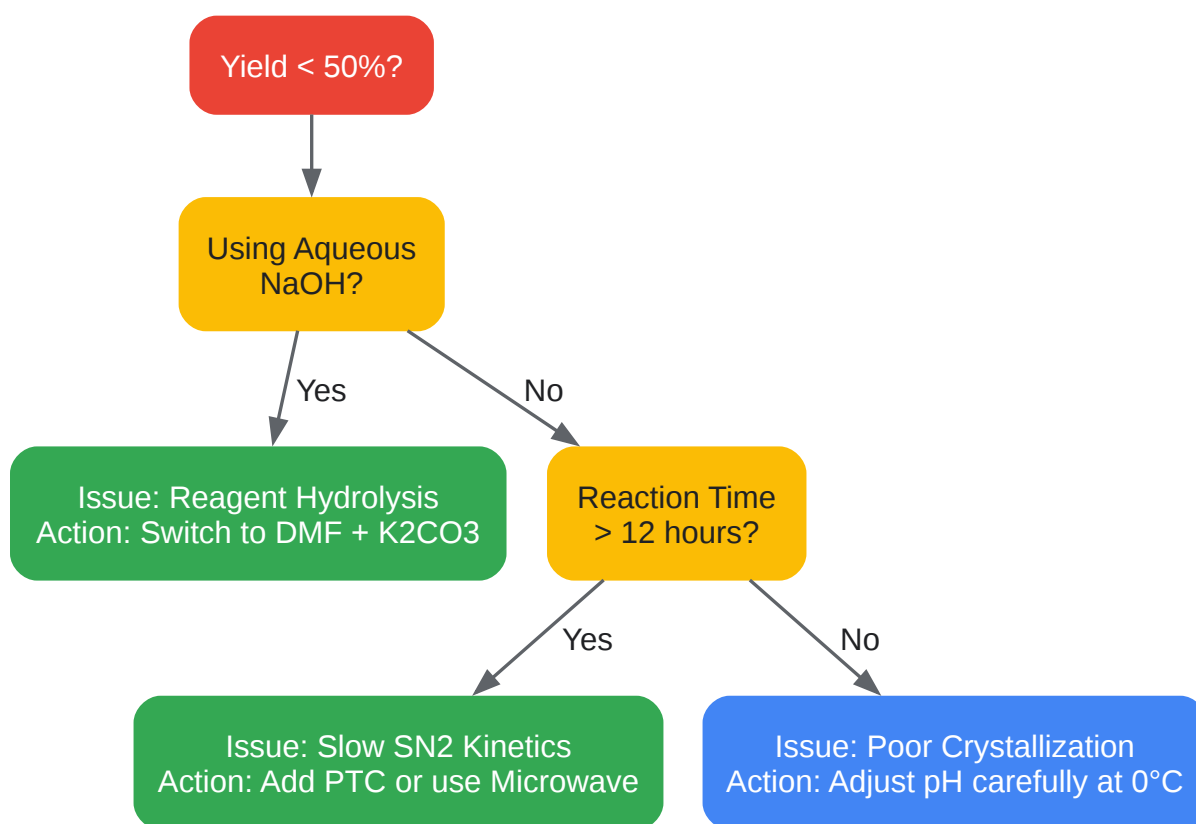 Yield < 50%?
Using Aqueous
NaOH?
Yes
No
Issue: Reagent Hydrolysis
Action: Switch to DMF + K2CO3
Reaction Time
> 12 hours?
Yes
No
Issue: Slow SN2 Kinetics
Action: Add PTC or use Microwave
Issue: Poor Crystallization
Action: Adjust pH carefully at 0°C